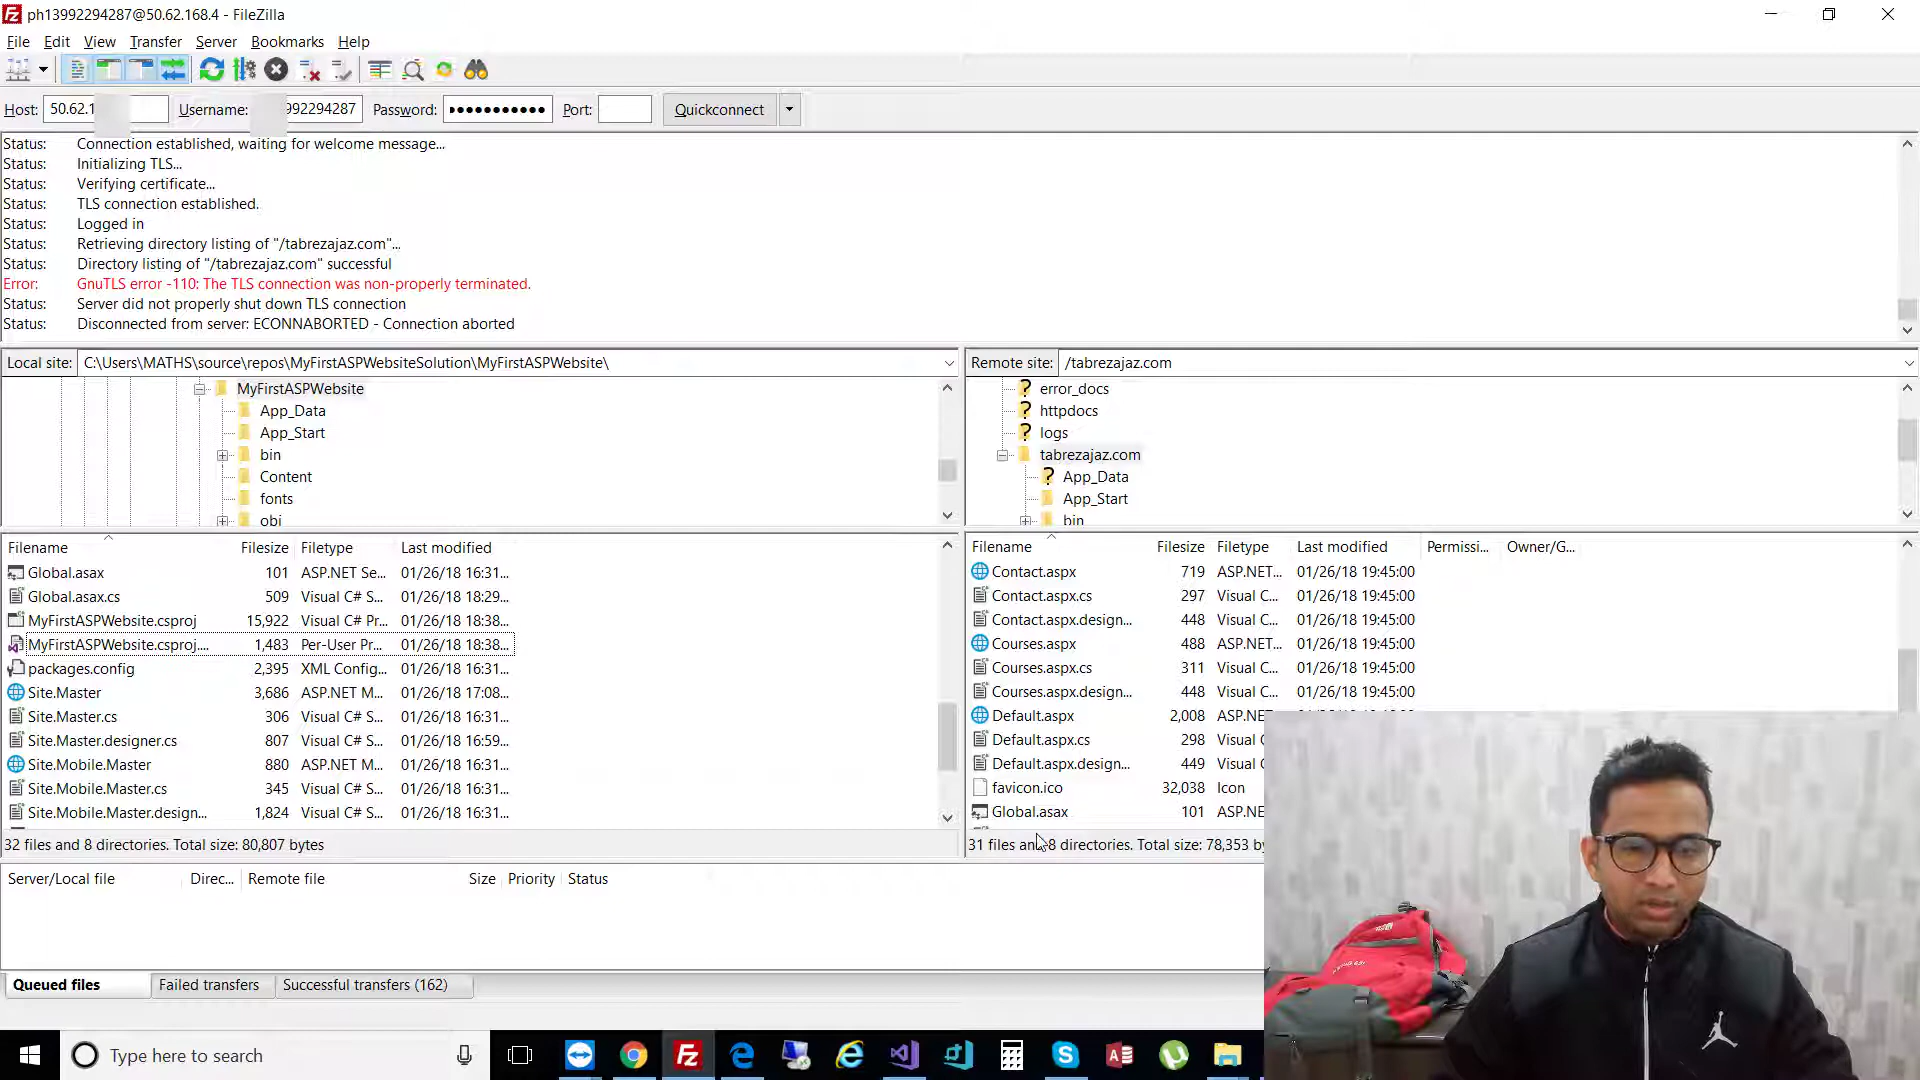 ph13992294287@50.62.168.4 - FileZilla
File Edit View Transfer Server Bookmarks Help
Host: 50.62.1 Username: 992294287 Password: ●●●●●●●●●●● Port: Quickconnect
Status: Connection established, waiting for welcome message...
Status: Initializing TLS...
Status: Verifying certificate...
Status: TLS connection established.
Status: Logged in
Status: Retrieving directory listing of "/tabrezajaz.com"...
Status: Directory listing of "/tabrezajaz.com" successful
Error: GnuTLS error -110: The TLS connection was non-properly terminated.
Status: Server did not properly shut down TLS connection
Status: Disconnected from server: ECONNABORTED - Connection aborted
Local site: C:\Users\MATHS\source\repos\MyFirstASPWebsiteSolution\MyFirstASPWebsite\
MyFirstASPWebsite
App_Data
App_Start
bin
Content
fonts
obj
Remote site: /tabrezajaz.com
error_docs
httpdocs
logs
tabrezajaz.com
App_Data
App_Start
bin
Filename Filesize Filetype Last modified
Global.asax 101 ASP.NET Se... 01/26/18 16:31...
Global.asax.cs 509 Visual C# S... 01/26/18 18:29...
MyFirstASPWebsite.csproj 15,922 Visual C# Pr... 01/26/18 18:38...
MyFirstASPWebsite.csproj.... 1,483 Per-User Pr... 01/26/18 18:38...
packages.config 2,395 XML Config... 01/26/18 16:31...
Site.Master 3,686 ASP.NET M... 01/26/18 17:08...
Site.Master.cs 306 Visual C# S... 01/26/18 16:31...
Site.Master.designer.cs 807 Visual C# S... 01/26/18 16:59...
Site.Mobile.Master 880 ASP.NET M... 01/26/18 16:31...
Site.Mobile.Master.cs 345 Visual C# S... 01/26/18 16:31...
Site.Mobile.Master.design... 1,824 Visual C# S... 01/26/18 16:31...
32 files and 8 directories. Total size: 80,807 bytes
Filename Filesize Filetype Last modified Permissi... Owner/G...
Contact.aspx 719 ASP.NET... 01/26/18 19:45:00
Contact.aspx.cs 297 Visual C... 01/26/18 19:45:00
Contact.aspx.design... 448 Visual C... 01/26/18 19:45:00
Courses.aspx 488 ASP.NET... 01/26/18 19:45:00
Courses.aspx.cs 311 Visual C... 01/26/18 19:45:00
Courses.aspx.design... 448 Visual C... 01/26/18 19:45:00
Default.aspx 2,008 ASP.NE
Default.aspx.cs 298 Visual
Default.aspx.design... 449 Visual
favicon.ico 32,038 Icon
Global.asax 101 ASP.NE
31 files and 8 directories. Total size: 78,353 by
Server/Local file Direc... Remote file Size Priority Status
Queued files Failed transfers Successful transfers (162)
Type here to search